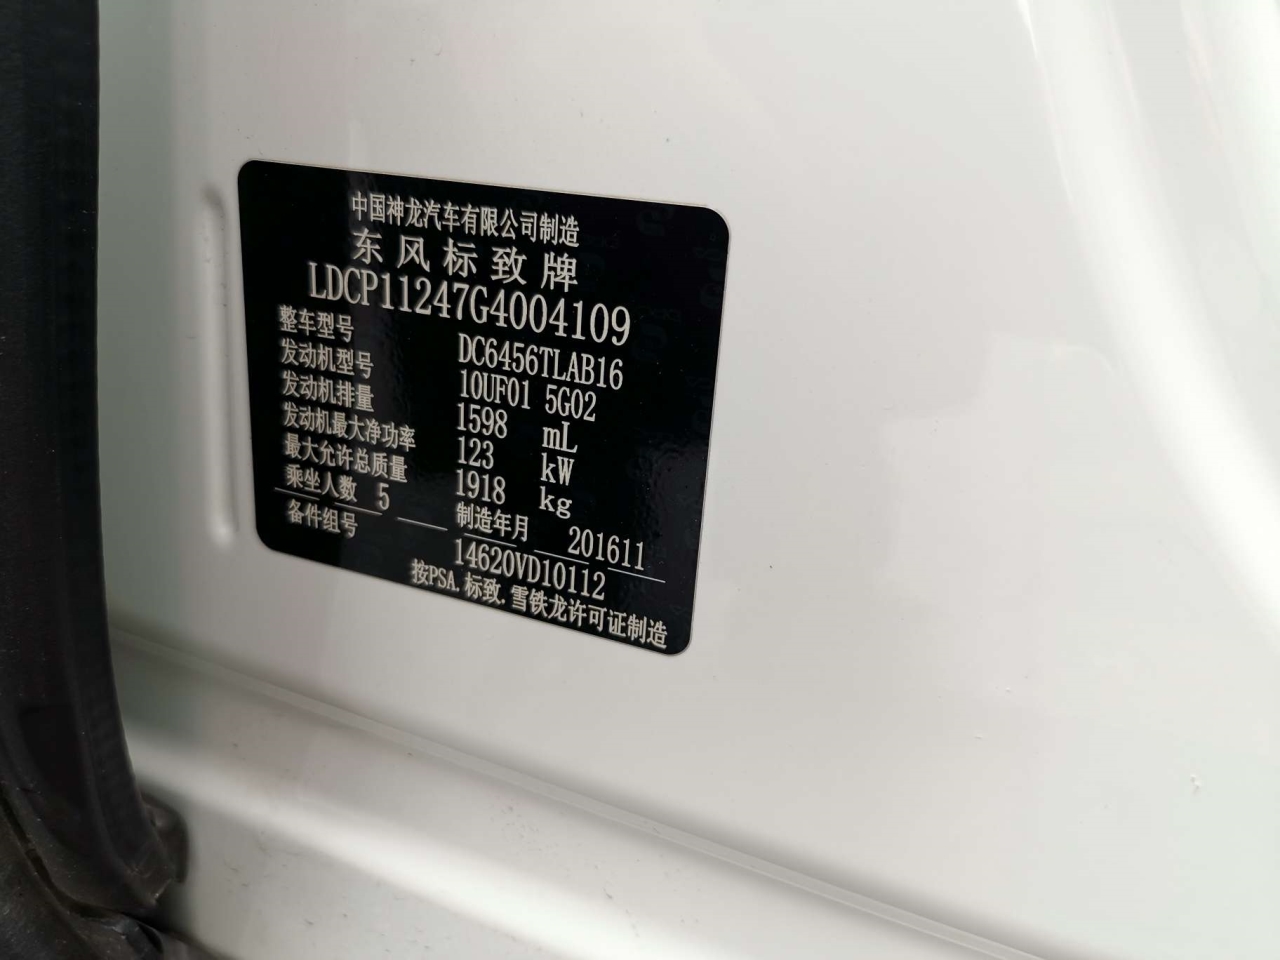 中国神龙汽车有限公司制造
东风标致牌
LDCP11247G4004109
整车型号 DC6456TLAB16
发动机型号 10UF01 5G02
发动机排量 1598 mL
发动机最大净功率 123 kW
最大允许总质量 1918 kg
乘坐人数 5 制造年月 201611
备件组号 14620VD10112
按PSA.标致.雪铁龙许可证制造